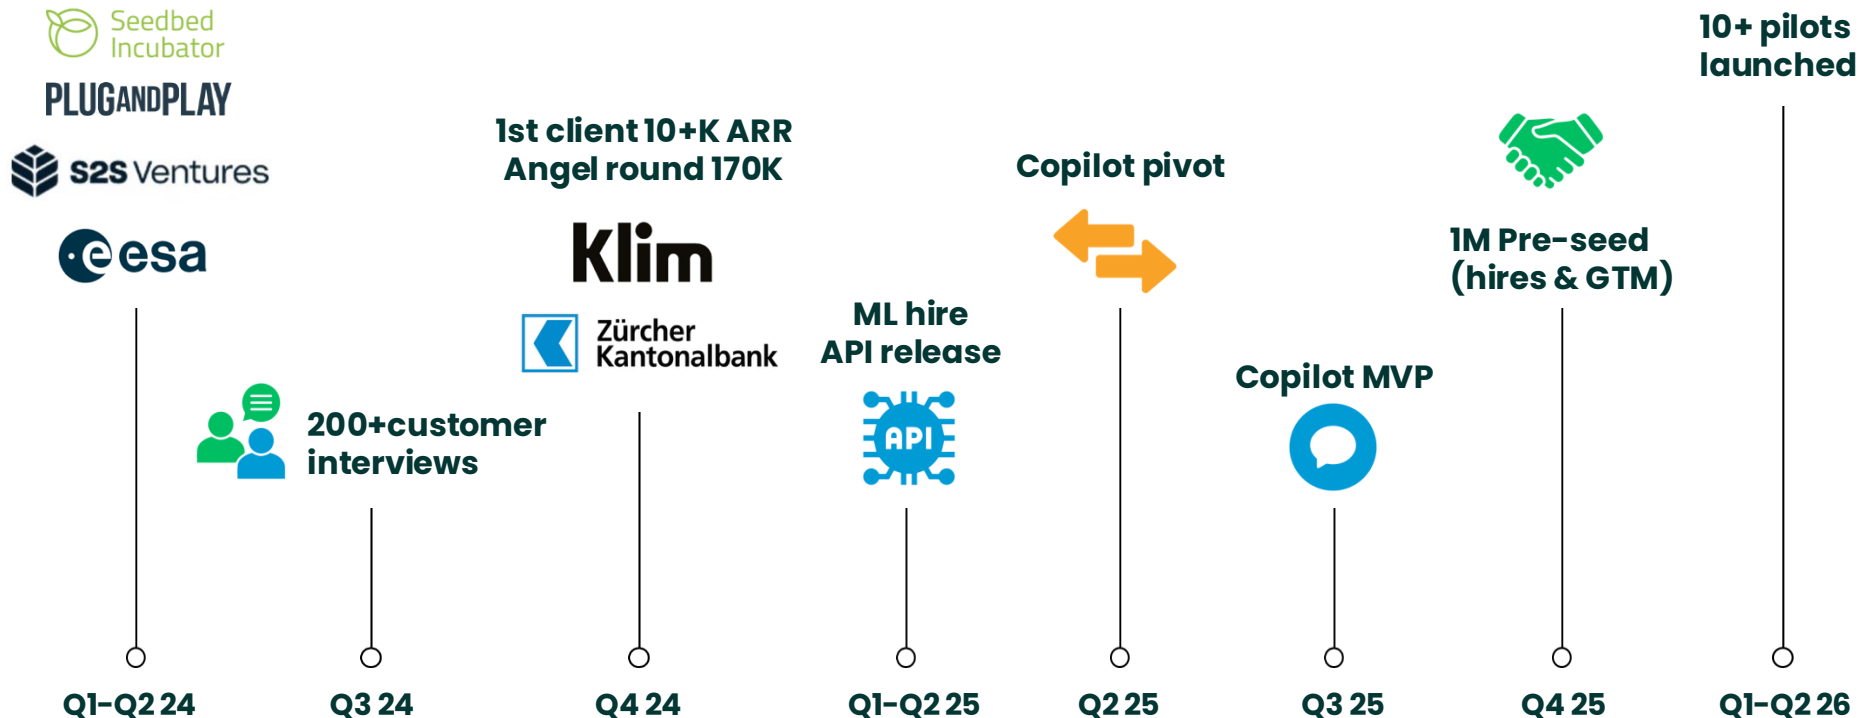 Seedbed
Incubator
PLUGANDPLAY
S2S Ventures
esa
Q1-Q2 24
200+customer
interviews
Q3 24
1st client 10+K ARR
Angel round 170K
Klim
Zürcher
Kantonalbank
Q4 24
ML hire
API release
API
Q1-Q2 25
Copilot pivot
Q2 25
Copilot MVP
Q3 25
1M Pre-seed
(hires & GTM)
Q4 25
10+ pilots
launched
Q1-Q2 26